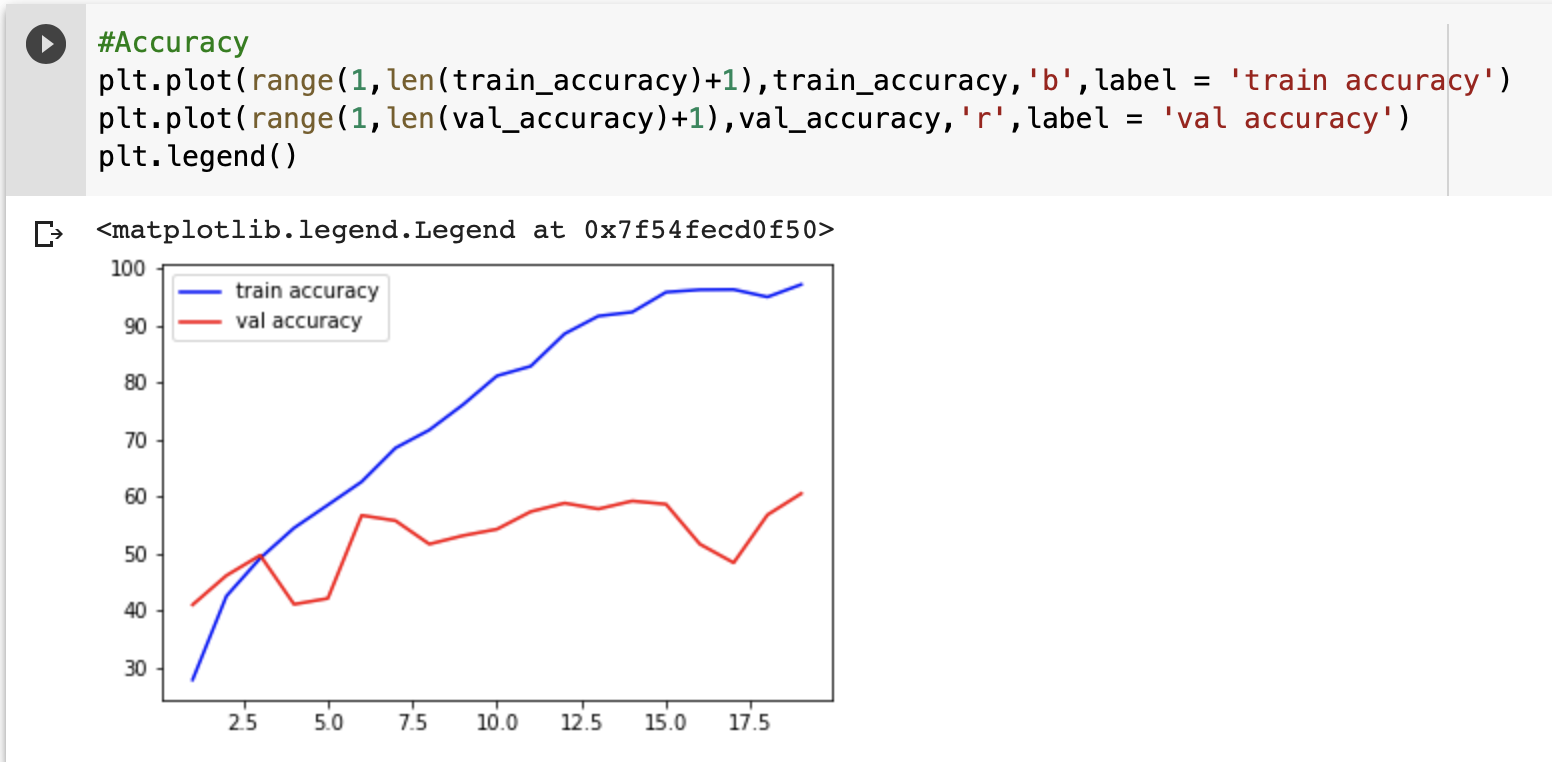 #Accuracy
plt.plot(range(1,len(train_accuracy)+1),train_accuracy,'b',label = 'train accuracy')
plt.plot(range(1,len(val_accuracy)+1),val_accuracy,'r',label = 'val accuracy')
plt.legend()
<matplotlib.legend.Legend at 0x7f54fecd0f50>
train accuracy
val accuracy
100
90
80
70
60
50
40
30
2.5 5.0 7.5 10.0 12.5 15.0 17.5